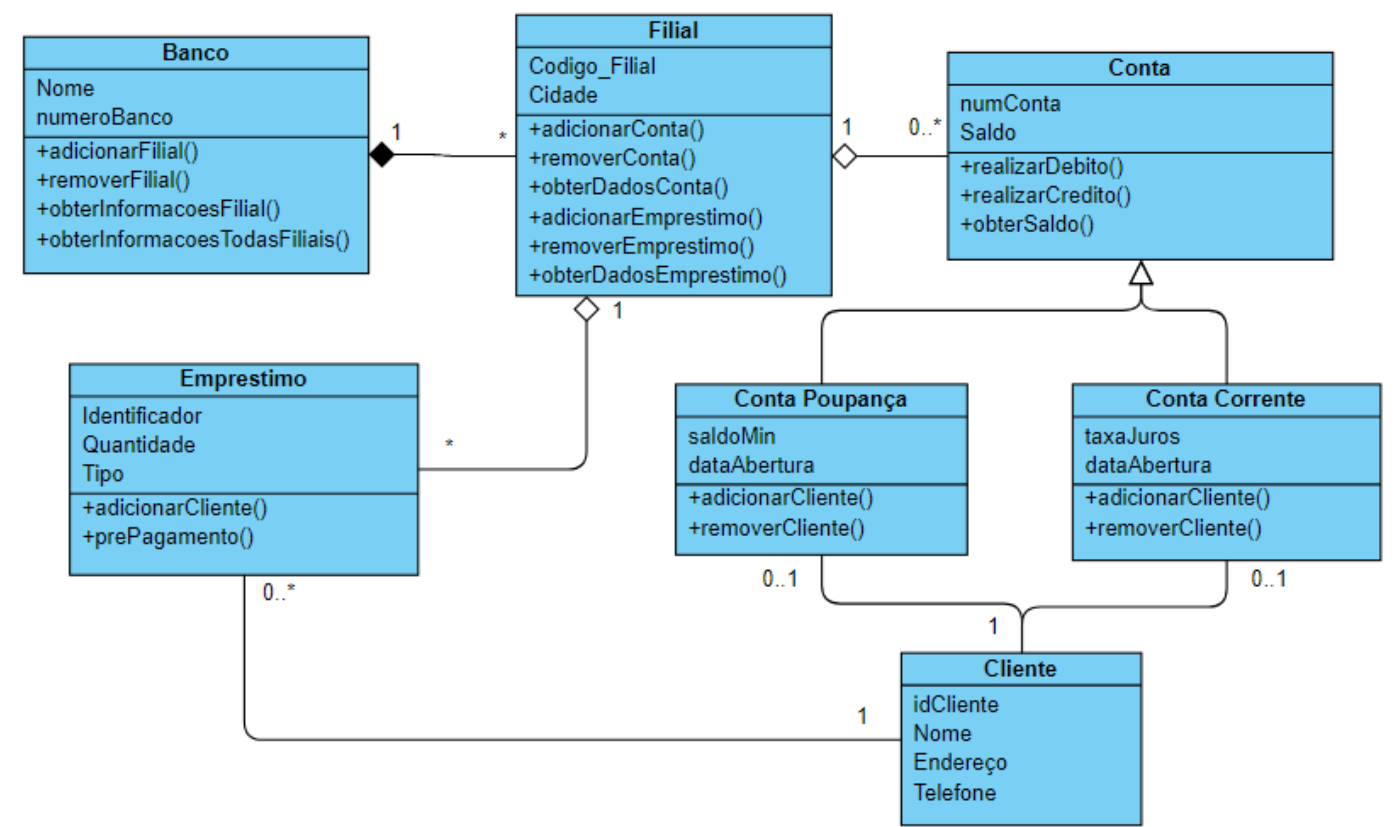 Banco
Nome
numeroBanco
+adicionarFilial()
+removerFilial()
+obterInformacoesFilial()
+obterInformacoesTodasFiliais()
1
*
Filial
Codigo_Filial
Cidade
+adicionarConta()
+removerConta()
+obterDadosConta()
+adicionarEmprestimo()
+removerEmprestimo()
+obterDadosEmprestimo()
1
0..*
Conta
numConta
Saldo
+realizarDebito()
+realizarCredito()
+obterSaldo()
1
*
Emprestimo
Identificador
Quantidade
Tipo
+adicionarCliente()
+prePagamento()
0..*
Conta Poupança
saldoMin
dataAbertura
+adicionarCliente()
+removerCliente()
0..1
Conta Corrente
taxaJuros
dataAbertura
+adicionarCliente()
+removerCliente()
0..1
1
1
Cliente
idCliente
Nome
Endereço
Telefone